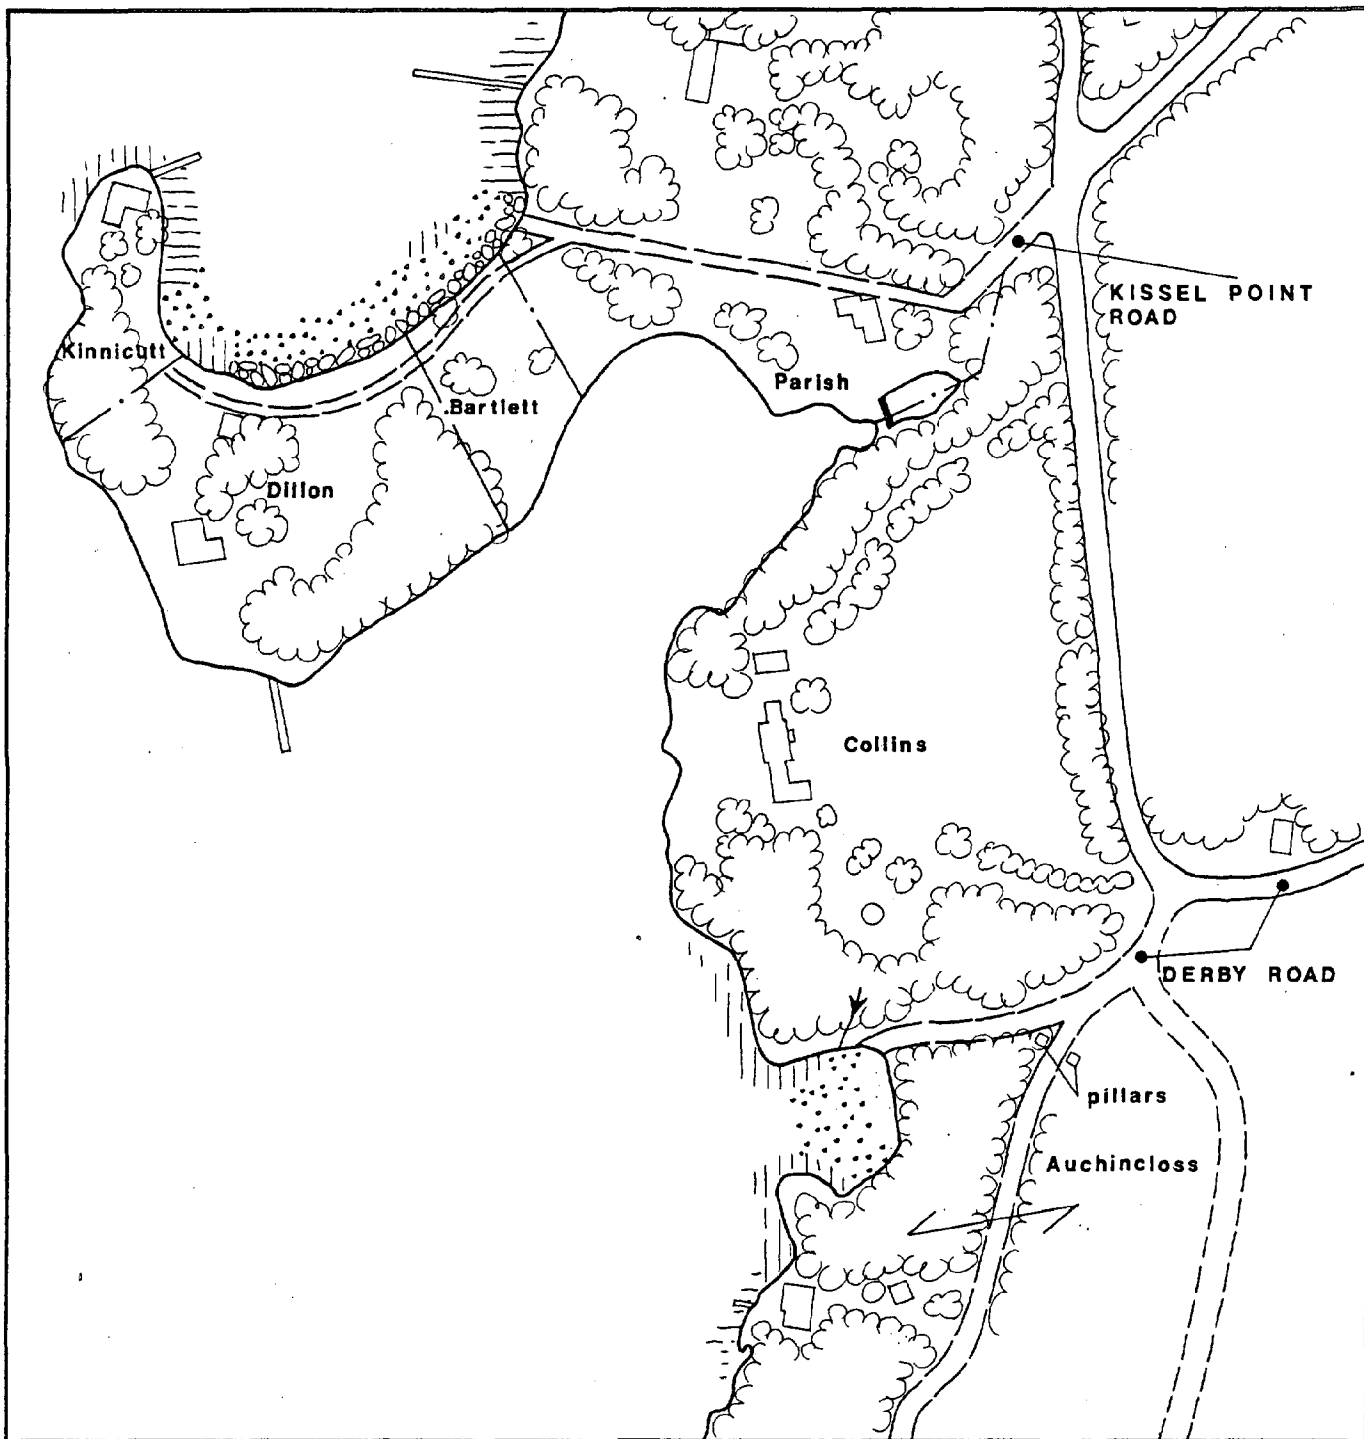 KISSEL POINT
ROAD
Kinnicutt
Parish
Bartlett
Dillon
Collins
DERBY ROAD
pillars
Auchincloss